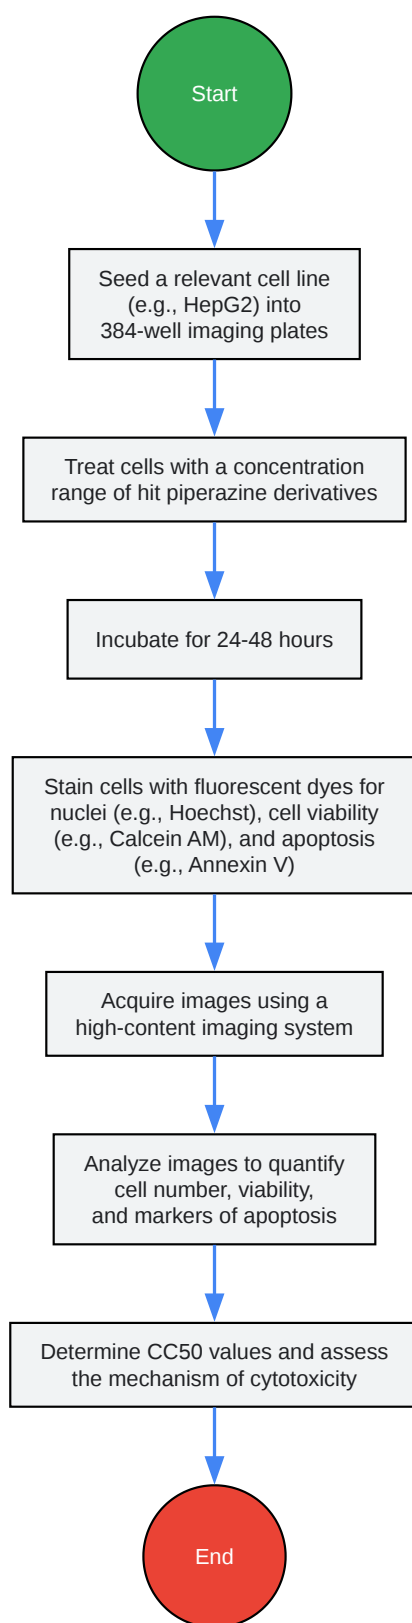 Start
Seed a relevant cell line
(e.g., HepG2) into
384-well imaging plates
Treat cells with a concentration
range of hit piperazine derivatives
Incubate for 24-48 hours
Stain cells with fluorescent dyes for
nuclei (e.g., Hoechst), cell viability
(e.g., Calcein AM), and apoptosis
(e.g., Annexin V)
Acquire images using a
high-content imaging system
Analyze images to quantify
cell number, viability,
and markers of apoptosis
Determine CC50 values and assess
the mechanism of cytotoxicity
End